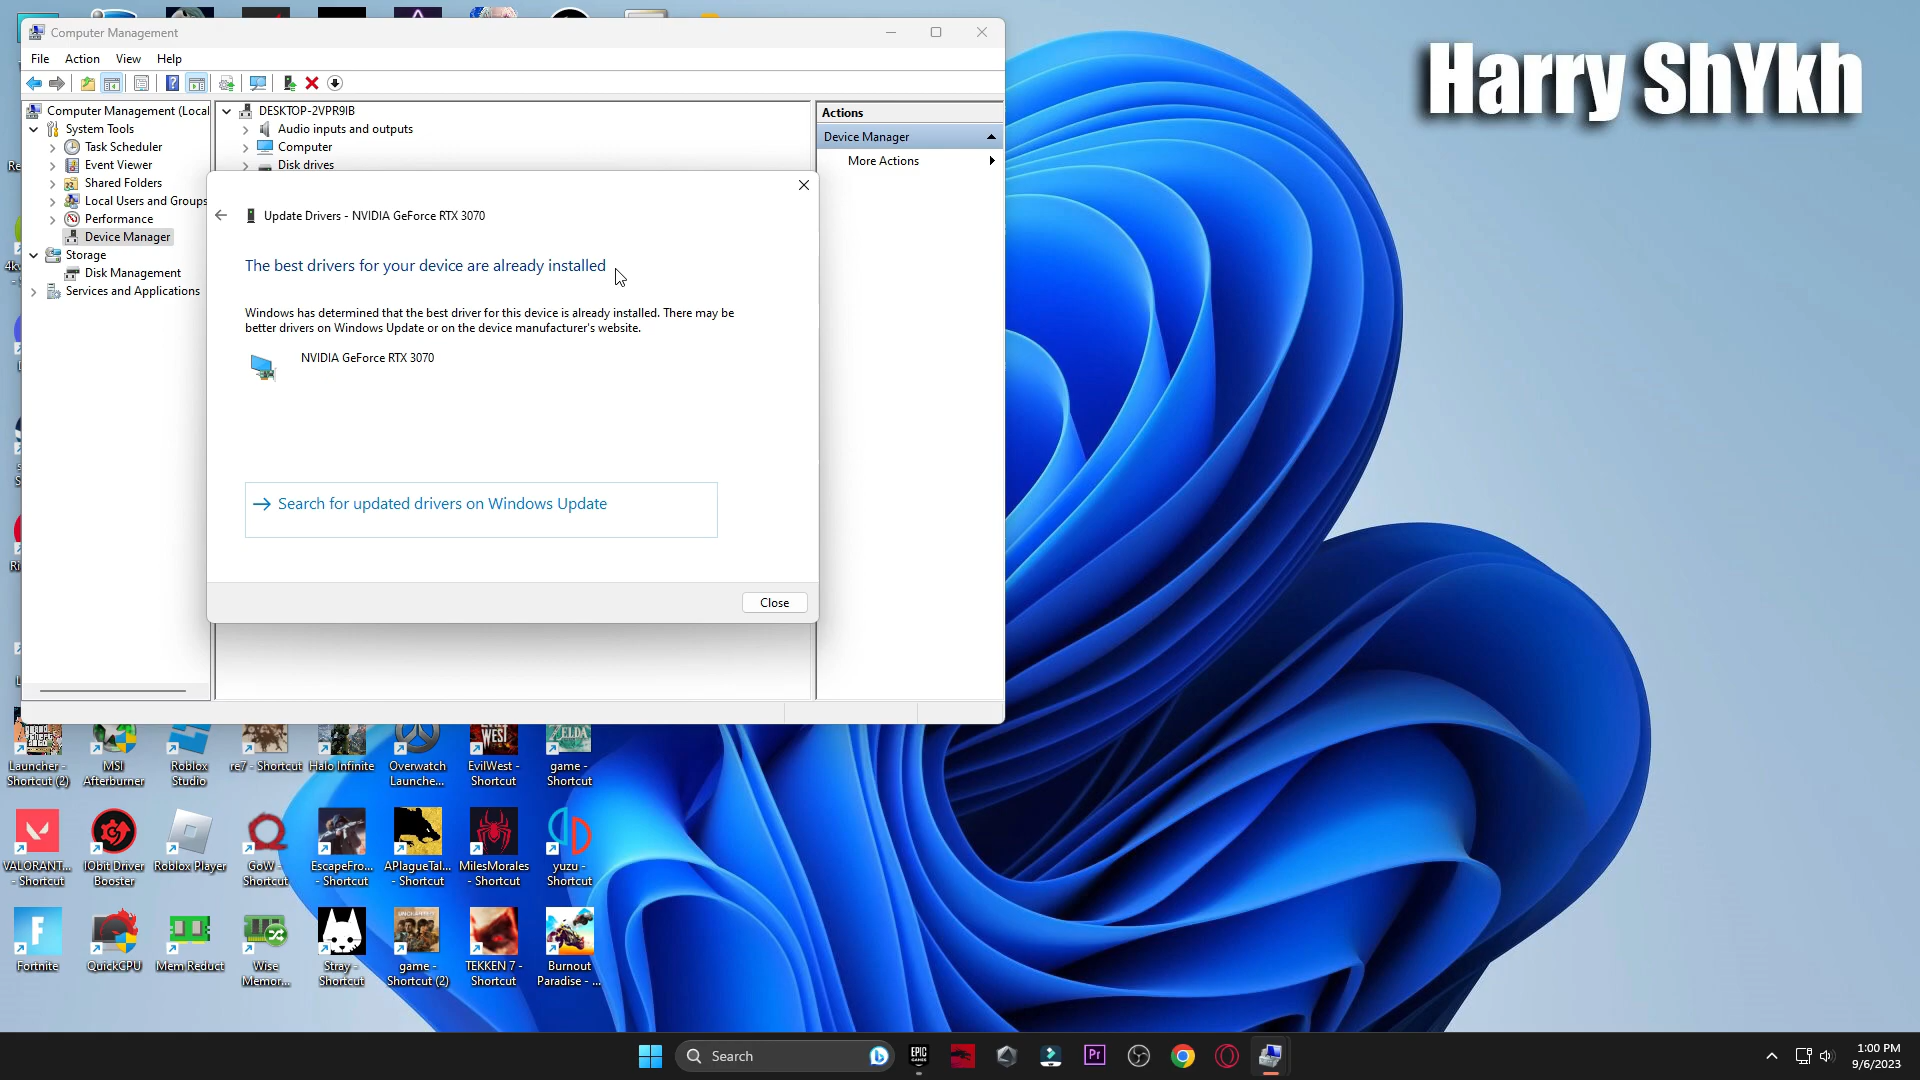 Computer Management
Harry ShYkh
File Action View Help
Computer Management (Local
System Tools
Task Scheduler
Event Viewer
Shared Folders
Local Users and Groups
Performance
Device Manager
Storage
Disk Management
Services and Applications
DESKTOP-2VPR9IB
Audio inputs and outputs
Computer
Disk drives
Actions
Device Manager
More Actions
Update Drivers - NVIDIA GeForce RTX 3070
The best drivers for your device are already installed
Windows has determined that the best driver for this device is already installed. There may be
better drivers on Windows Update or on the device manufacturer's website.
NVIDIA GeForce RTX 3070
Search for updated drivers on Windows Update
Close
Launcher -
Shortcut (2)
MSI
Afterburner
Roblox
Studio
re7 - Shortcut
Halo Infinite
Overwatch
Launche...
EVIL WEST
EvilWest -
Shortcut
ZELDA
game -
Shortcut
VALORANT...
- Shortcut
IObit Driver
Booster
Roblox Player
GoW -
Shortcut
EscapeFro...
- Shortcut
APlagueTal...
- Shortcut
MilesMorales
- Shortcut
yuzu -
Shortcut
Fortnite
QuickCPU
Mem Reduct
Wise
Memor...
Stray -
Shortcut
UNCHARTED
game -
Shortcut (2)
TEKKEN 7 -
Shortcut
Burnout
Paradise - ...
Search
EPIC
GAMES
Pr
1:00 PM
9/6/2023